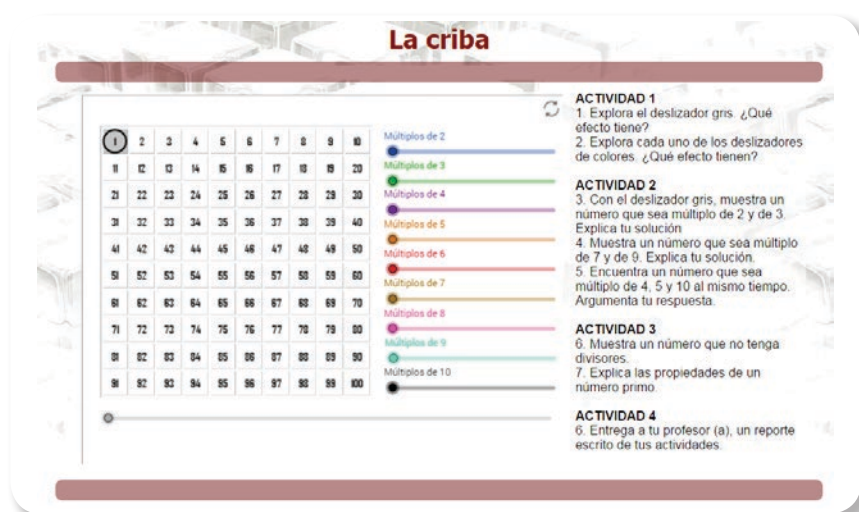 La criba
1 2 3 4 5 6 7 8 9 10
11 12 13 14 15 16 17 18 19 20
21 22 23 24 25 26 27 28 29 30
31 32 33 34 35 36 37 38 39 40
41 42 43 44 45 46 47 48 49 50
51 52 53 54 55 56 57 58 59 60
61 62 63 64 65 66 67 68 69 70
71 72 73 74 75 76 77 78 79 80
81 82 83 84 85 86 87 88 89 90
91 92 93 94 95 96 97 98 99 100
Múltiplos de 2
Múltiplos de 3
Múltiplos de 4
Múltiplos de 5
Múltiplos de 6
Múltiplos de 7
Múltiplos de 8
Múltiplos de 9
Múltiplos de 10
ACTIVIDAD 1
1. Explora el deslizador gris. ¿Qué
efecto tiene?
2. Explora cada uno de los deslizadores
de colores. ¿Qué efecto tienen?
ACTIVIDAD 2
3. Con el deslizador gris, muestra un
número que sea múltiplo de 2 y de 3.
Explica tu solución
4. Muestra un número que sea múltiplo
de 7 y de 9. Explica tu solución.
5. Encuentra un número que sea
múltiplo de 4, 5 y 10 al mismo tiempo.
Argumenta tu respuesta.
ACTIVIDAD 3
6. Muestra un número que no tenga
divisores.
7. Explica las propiedades de un
número primo.
ACTIVIDAD 4
6. Entrega a tu profesor (a), un reporte
escrito de tus actividades.